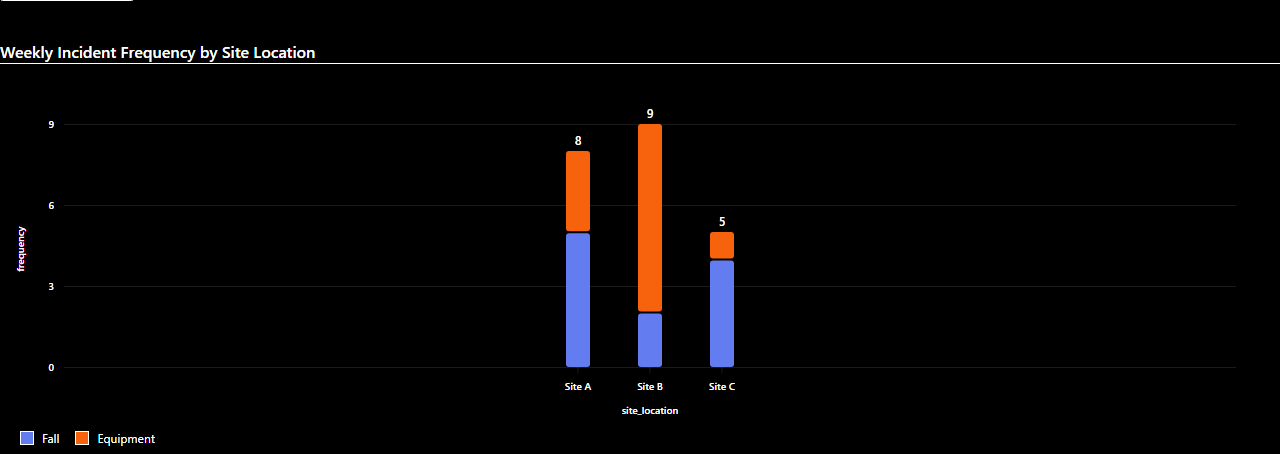 Weekly Incident Frequency by Site Location
9
8
9
6
5
frequency
3
0
Site A Site B Site C
site_location
Fall Equipment